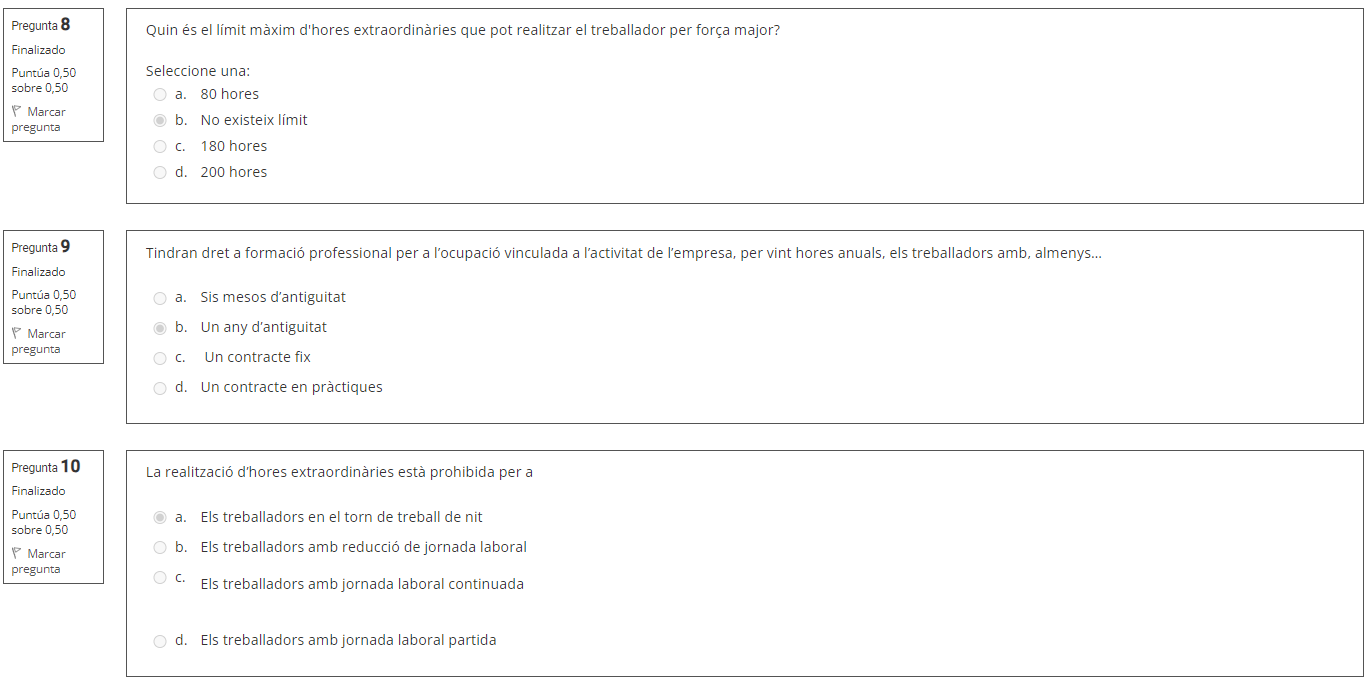 Pregunta 8
Finalizado
Puntúa 0,50
sobre 0,50
Marcar
pregunta
Quin és el límit màxim d'hores extraordinàries que pot realitzar el treballador per força major?
Seleccione una:
a. 80 hores
b. No existeix límit
c. 180 hores
d. 200 hores
Pregunta 9
Finalizado
Puntúa 0,50
sobre 0,50
Marcar
pregunta
Tindran dret a formació professional per a l’ocupació vinculada a l’activitat de l’empresa, per vint hores anuals, els treballadors amb, almenys...
a. Sis mesos d’antiguitat
b. Un any d’antiguitat
c. Un contracte fix
d. Un contracte en pràctiques
Pregunta 10
Finalizado
Puntúa 0,50
sobre 0,50
Marcar
pregunta
La realització d’hores extraordinàries està prohibida per a
a. Els treballadors en el torn de treball de nit
b. Els treballadors amb reducció de jornada laboral
c. Els treballadors amb jornada laboral continuada
d. Els treballadors amb jornada laboral partida